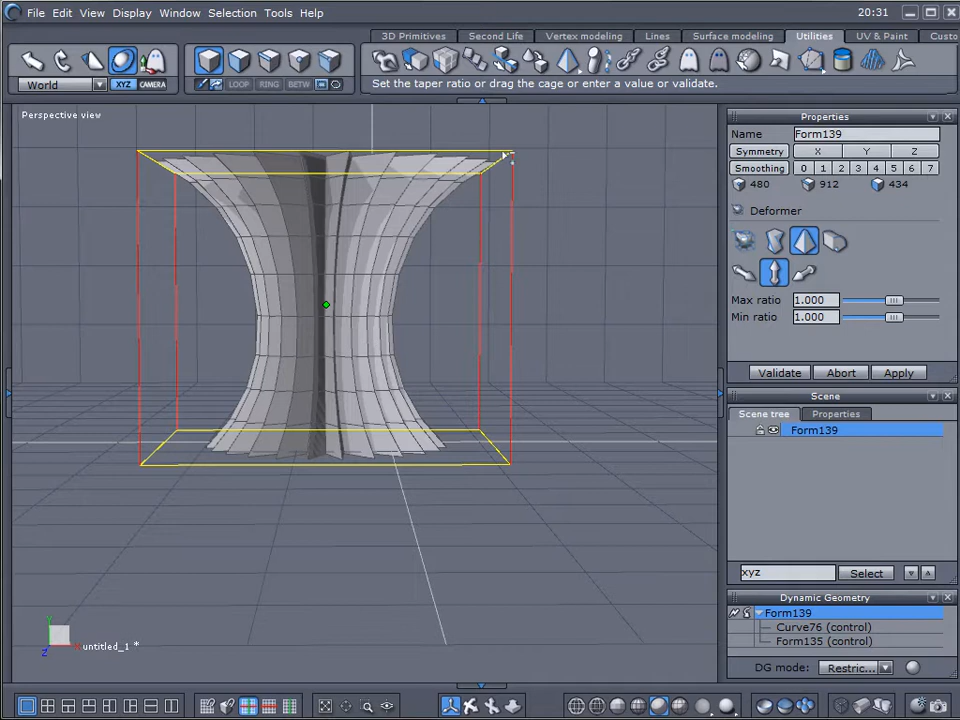 File Edit View Display Window Selection Tools Help 20:31
3D Primitives Second Life Vertex modeling Lines Surface modeling Utilities UV & Paint Custo
World XYZ CAMERA LOOP RING BETW Set the taper ratio or drag the cage or enter a value or validate.
Perspective view
Properties
Name Form139
Symmetry X Y Z
Smoothing 0 1 2 3 4 5 6 7
480 912 434
Deformer
Max ratio 1.000
Min ratio 1.000
Validate Abort Apply
Scene
Scene tree Properties
Form139
xyz Select
Dynamic Geometry
Form139
Curve76 (control)
Form135 (control)
DG mode: Restric...
Y
Z
untitled_1 *